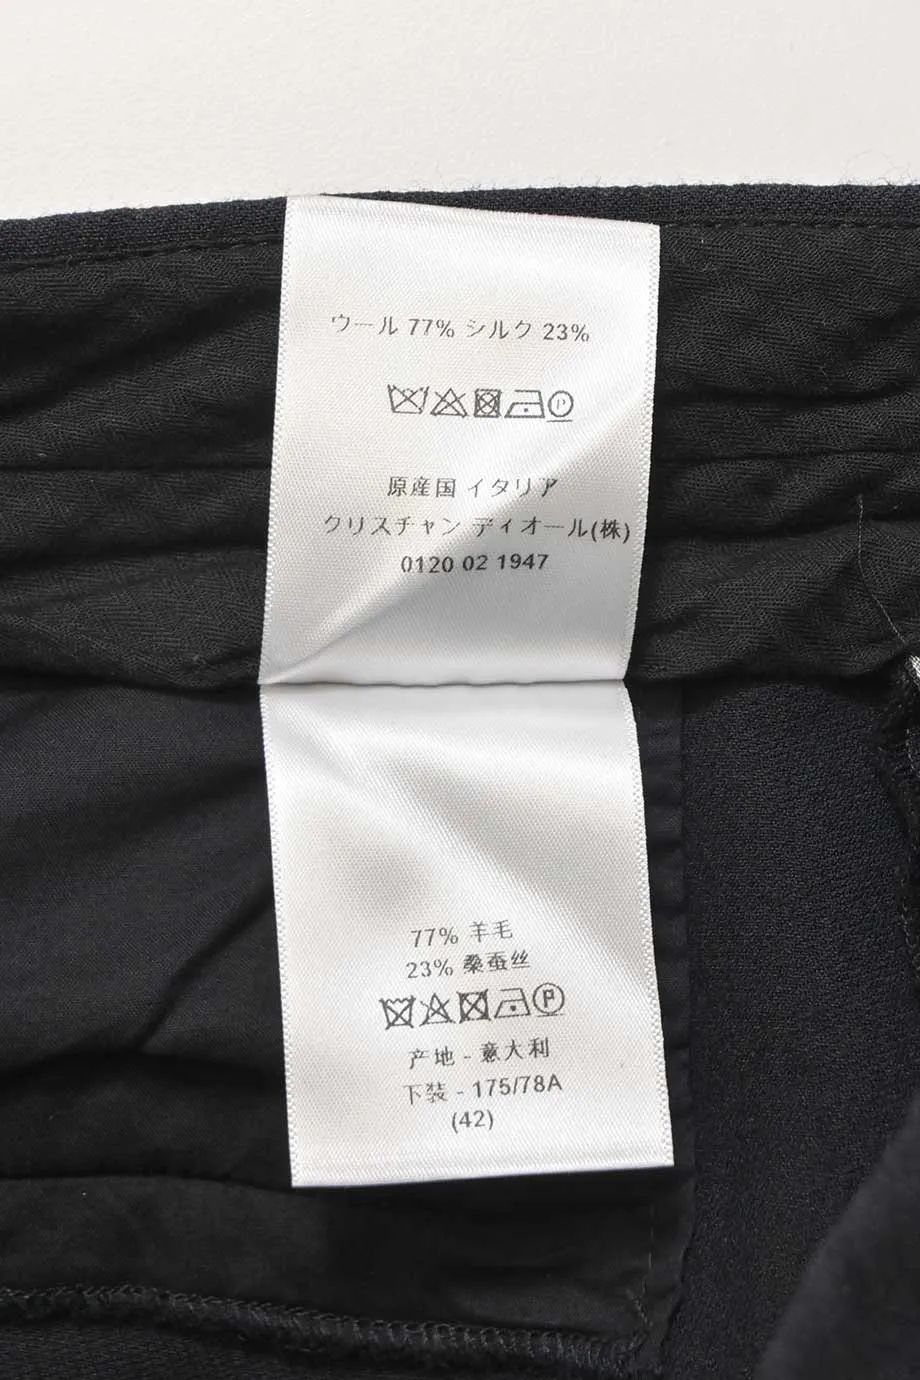 ウール 77% シルク 23%
P
原産国 イタリア
クリスチャン ディオール(株)
0120 02 1947
77% 羊毛
23% 桑蚕丝
P
产地 - 意大利
下装 - 175/78A
(42)